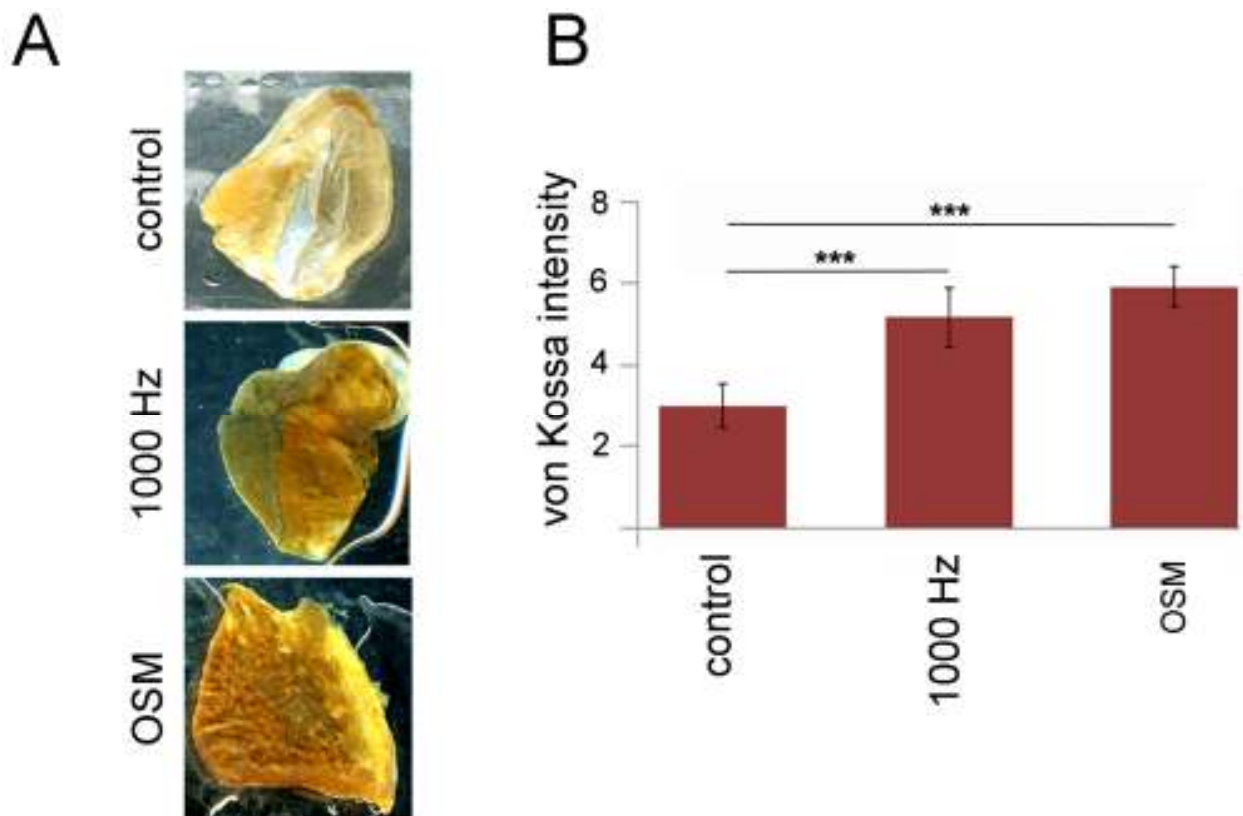 A
control
1000 Hz
OSM
B
von Kossa intensity
8
6
4
2
***
***
control
1000 Hz
OSM